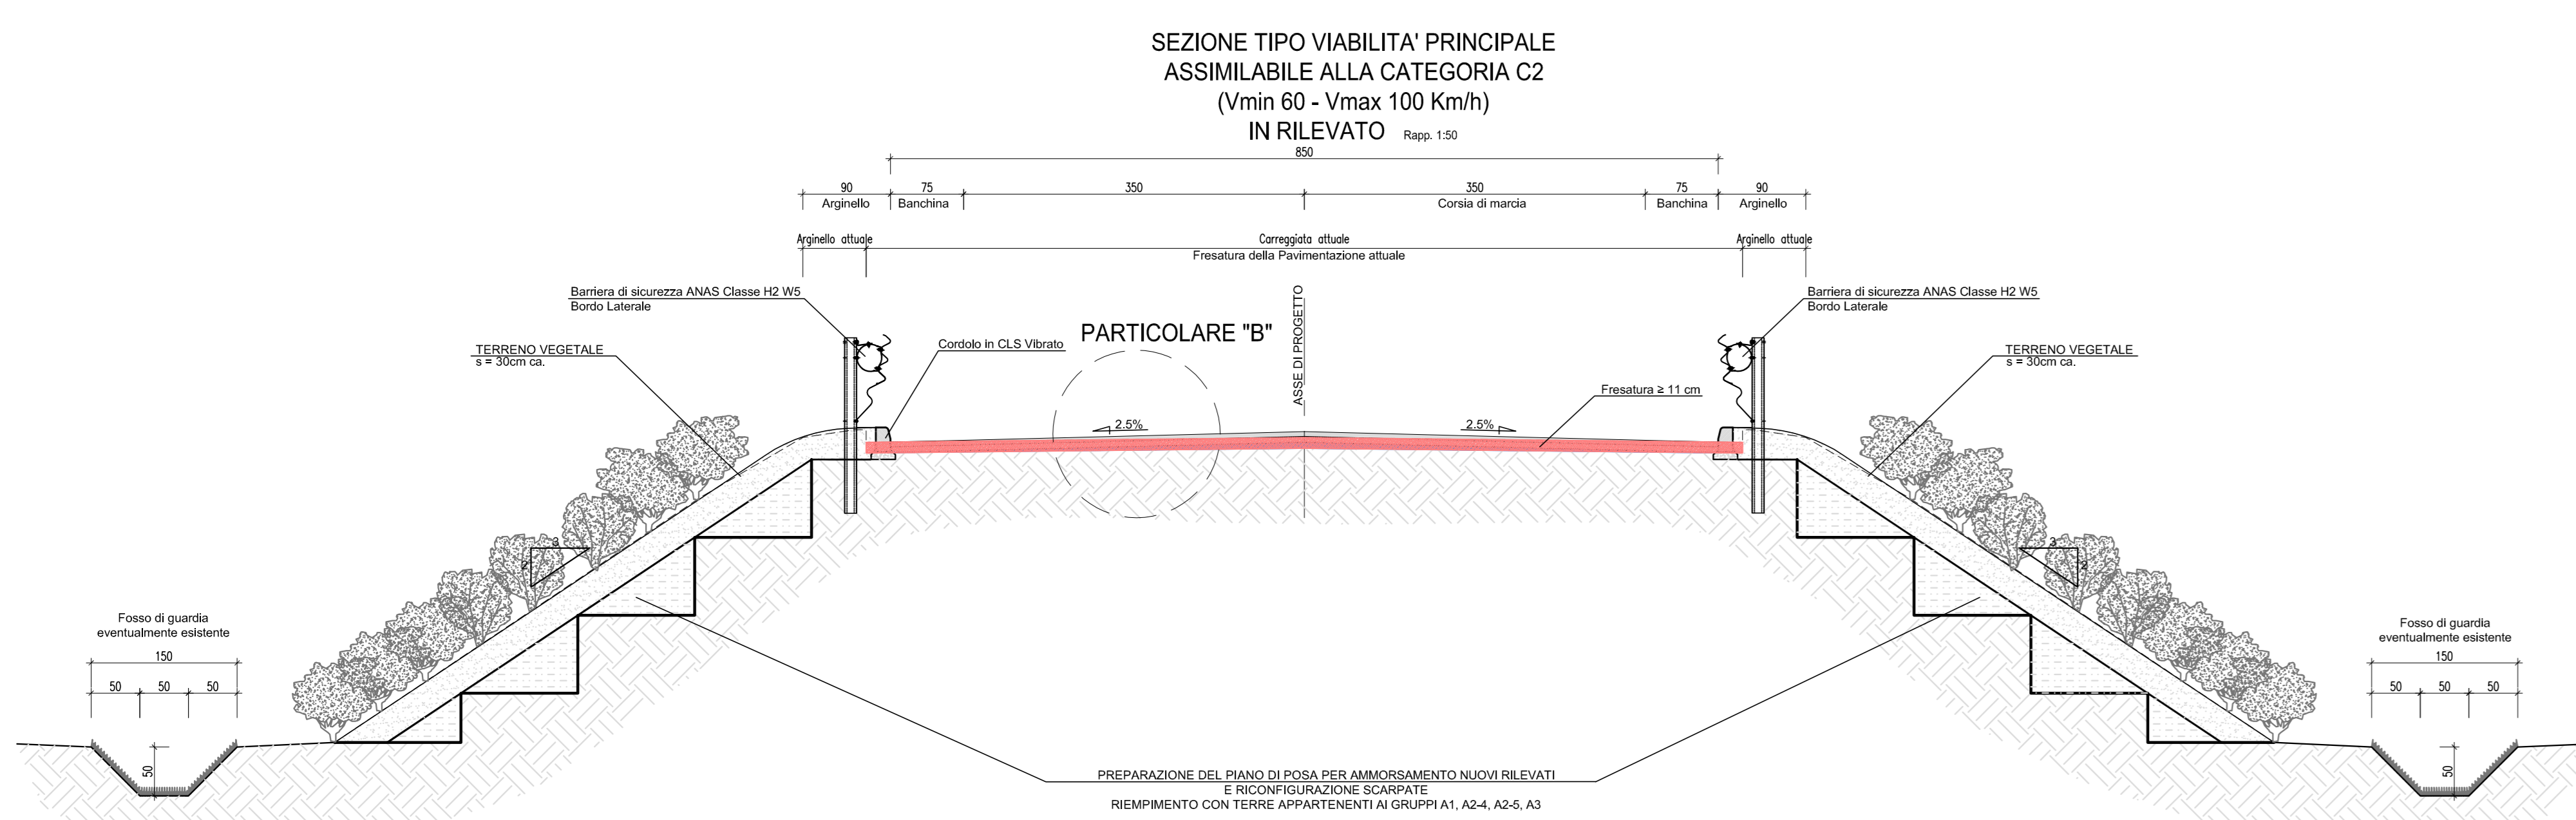 SEZIONE TIPO VIABILITA' PRINCIPALE
ASSIMILABILE ALLA CATEGORIA C2
(Vmin 60 - Vmax 100 Km/h)
IN RILEVATO Rapp. 1:50
850
90 75 350 350 75 90
Arginello Banchina Corsia di marcia Banchina Arginello
Arginello attuale Carreggiata attuale Arginello attuale
Fresatura della Pavimentazione attuale
Barriera di sicurezza ANAS Classe H2 W5
Bordo Laterale
ASSE DI PROGETTO
Barriera di sicurezza ANAS Classe H2 W5
Bordo Laterale
PARTICOLARE "B"
Cordolo in CLS Vibrato
TERRENO VEGETALE
s = 30cm ca.
TERRENO VEGETALE
s = 30cm ca.
Fresatura ≥ 11 cm
2.5% 2.5%
3
2
3
2
Fosso di guardia
eventualmente esistente
150
50 50 50
50
Fosso di guardia
eventualmente esistente
150
50 50 50
50
PREPARAZIONE DEL PIANO DI POSA PER AMMORSAMENTO NUOVI RILEVATI
E RICONFIGURAZIONE SCARPATE
RIEMPIMENTO CON TERRE APPARTENENTI AI GRUPPI A1, A2-4, A2-5, A3